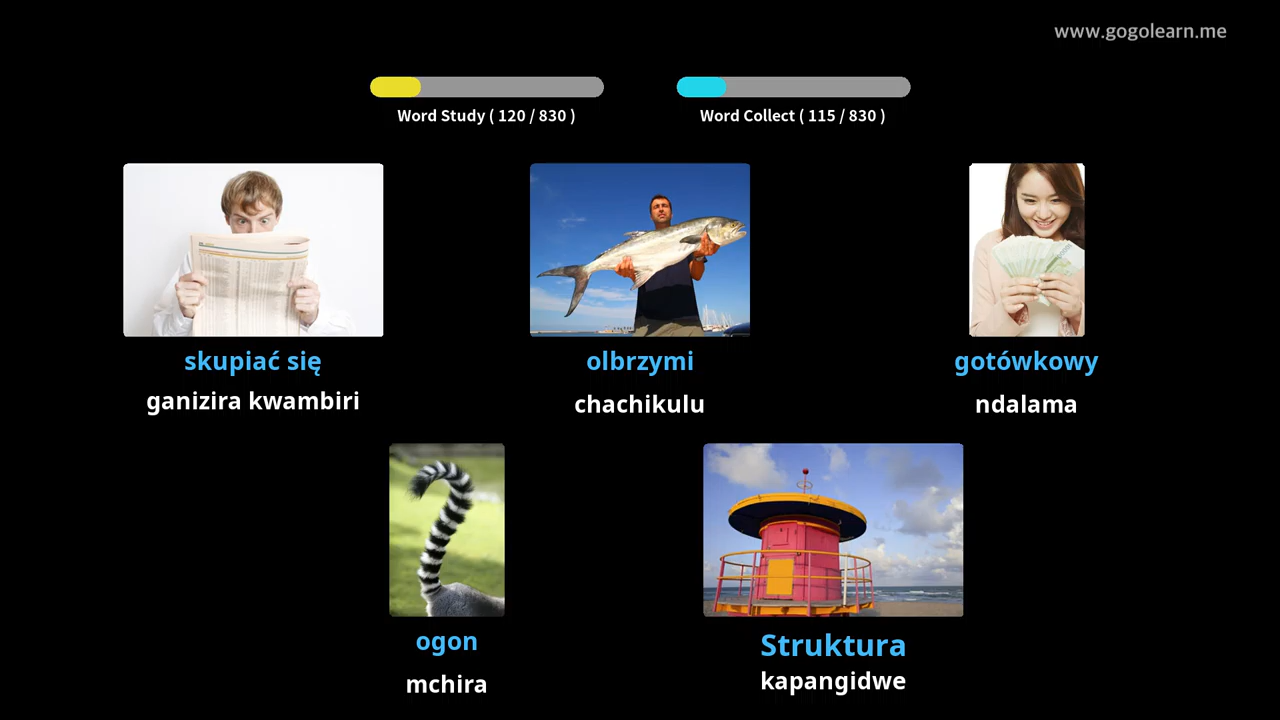 www.gogolearn.me
Word Study ( 120 / 830 )
Word Collect ( 115 / 830 )
skupiać się
ganizira kwambiri
olbrzymi
chachikulu
gotówkowy
ndalama
ogon
mchira
Struktura
kapangidwe